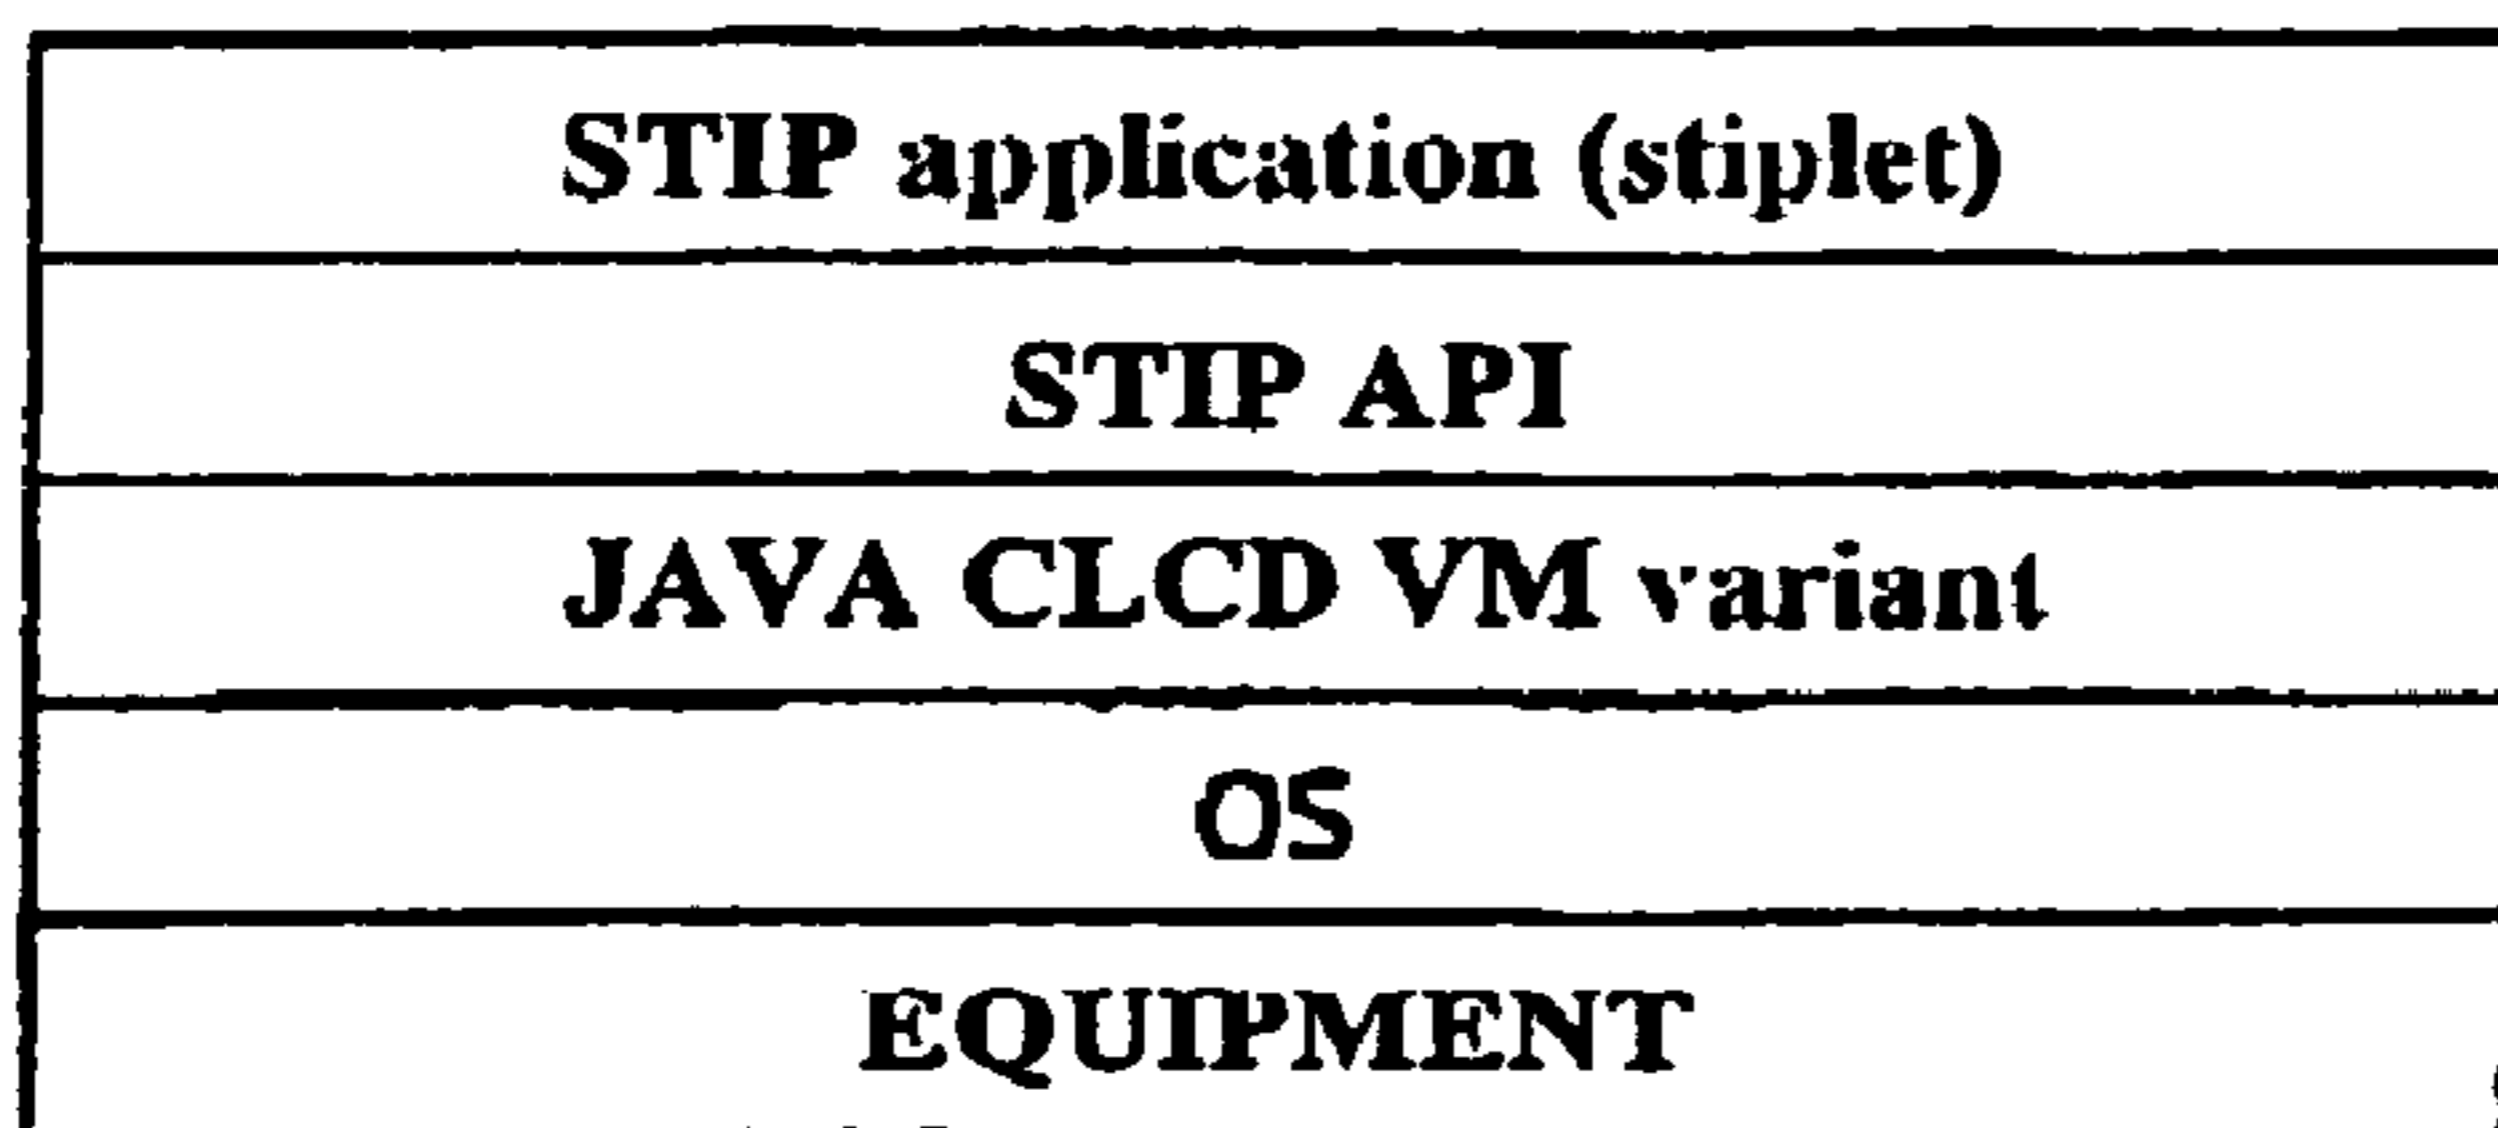 STIP application (stiplet)
STIP API
JAVA CLCD VM variant
OS
EQUIPMENT